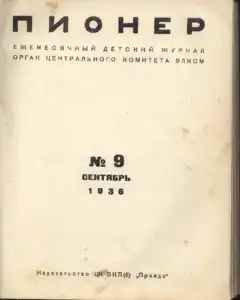 ПИОНЕР
ЕЖЕМЕСЯЧНЫЙ ДЕТСКИЙ ЖУРНАЛ
ОРГАН ЦЕНТРАЛЬНОГО КОМИТЕТА ВЛКСМ
№ 9
СЕНТЯБРЬ
1936
Издательство ЦК ВКП(б) „Правда“